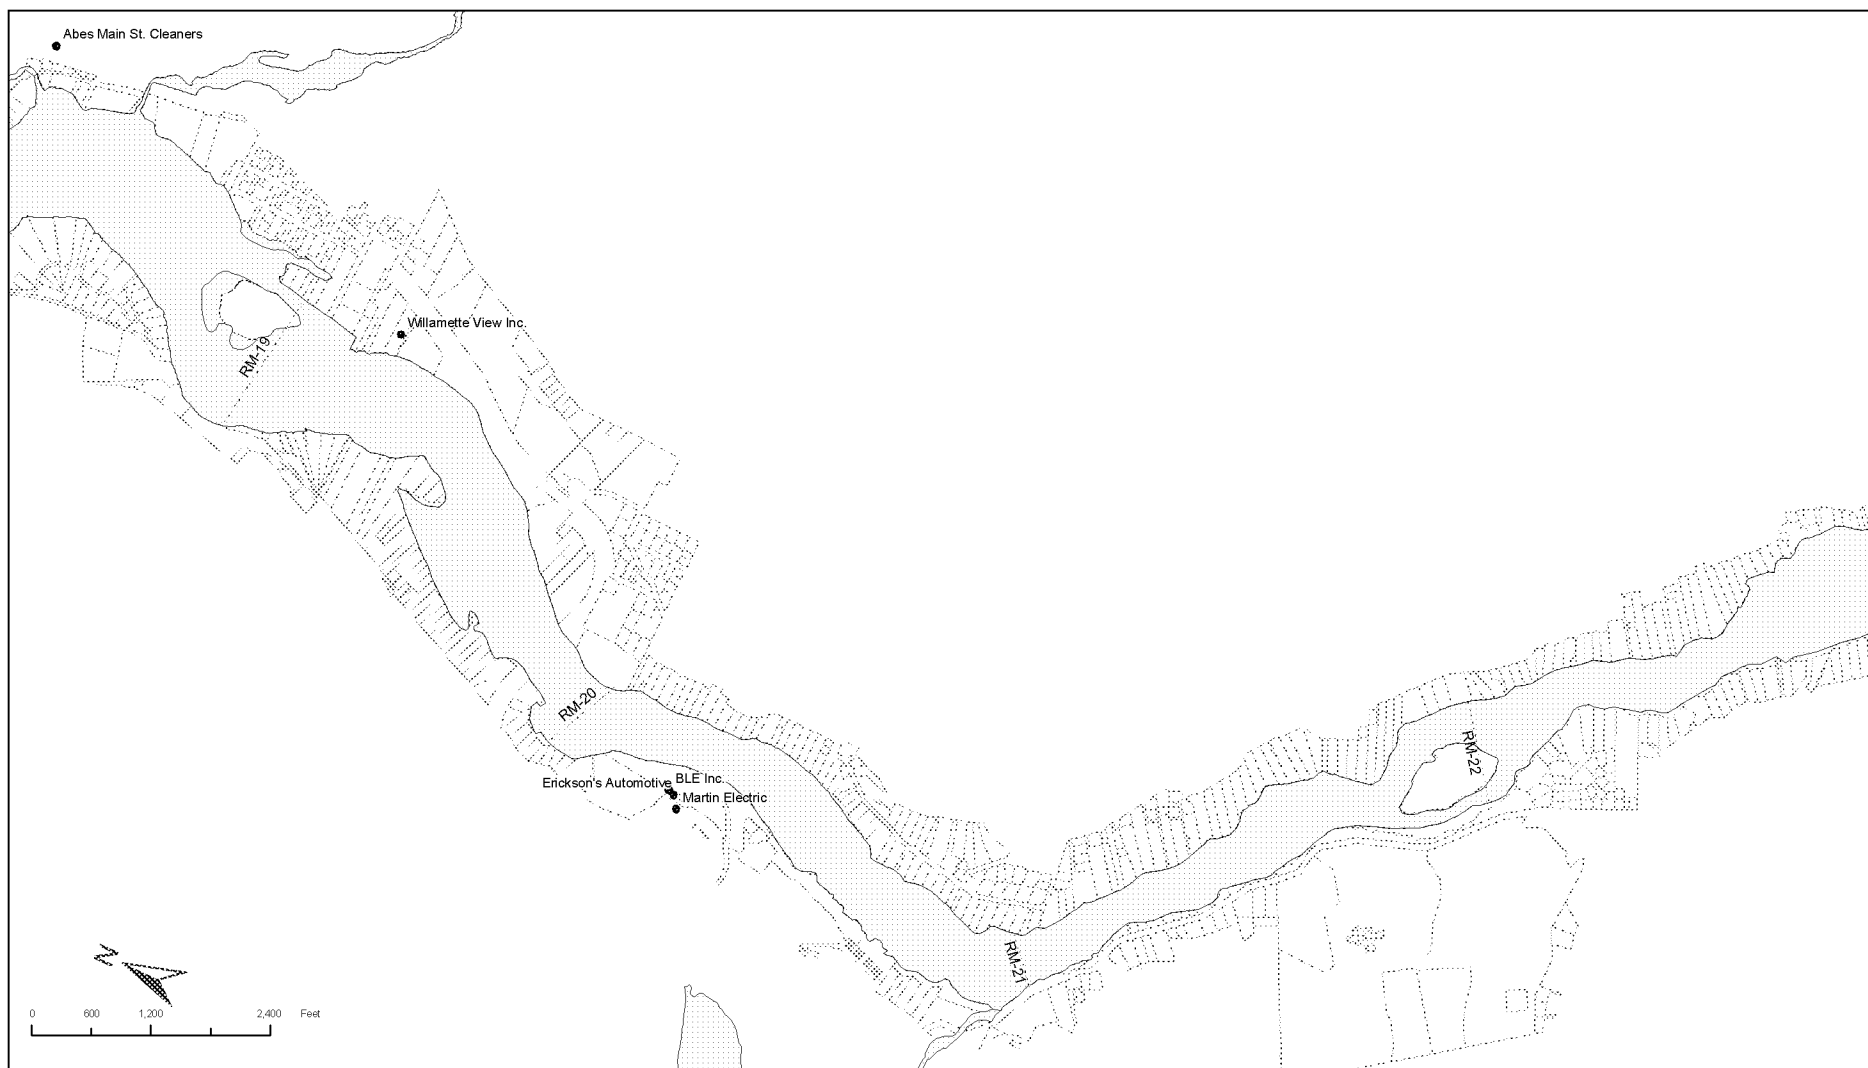 Abes Main St. Cleaners
Willamette View Inc.
RM-19
RM-20
BLE Inc.
Erickson's Automotive
Martin Electric
RM-22
RM-21
N
0 600 1,200 2,400 Feet